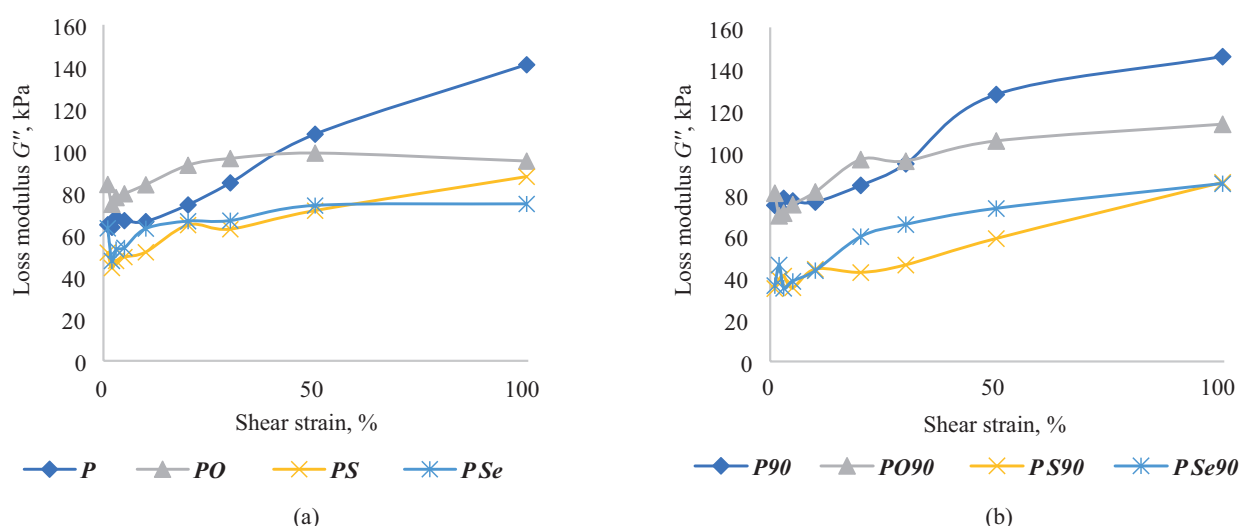 160
140
120
100
80
60
40
20
0
0
50
100
Loss modulus G″, kPa
Shear strain, %
P
PO
PS
P Se
(a)
160
140
120
100
80
60
40
20
0
0
50
100
Loss modulus G″, kPa
Shear strain, %
P90
PO90
P S90
P Se90
(b)